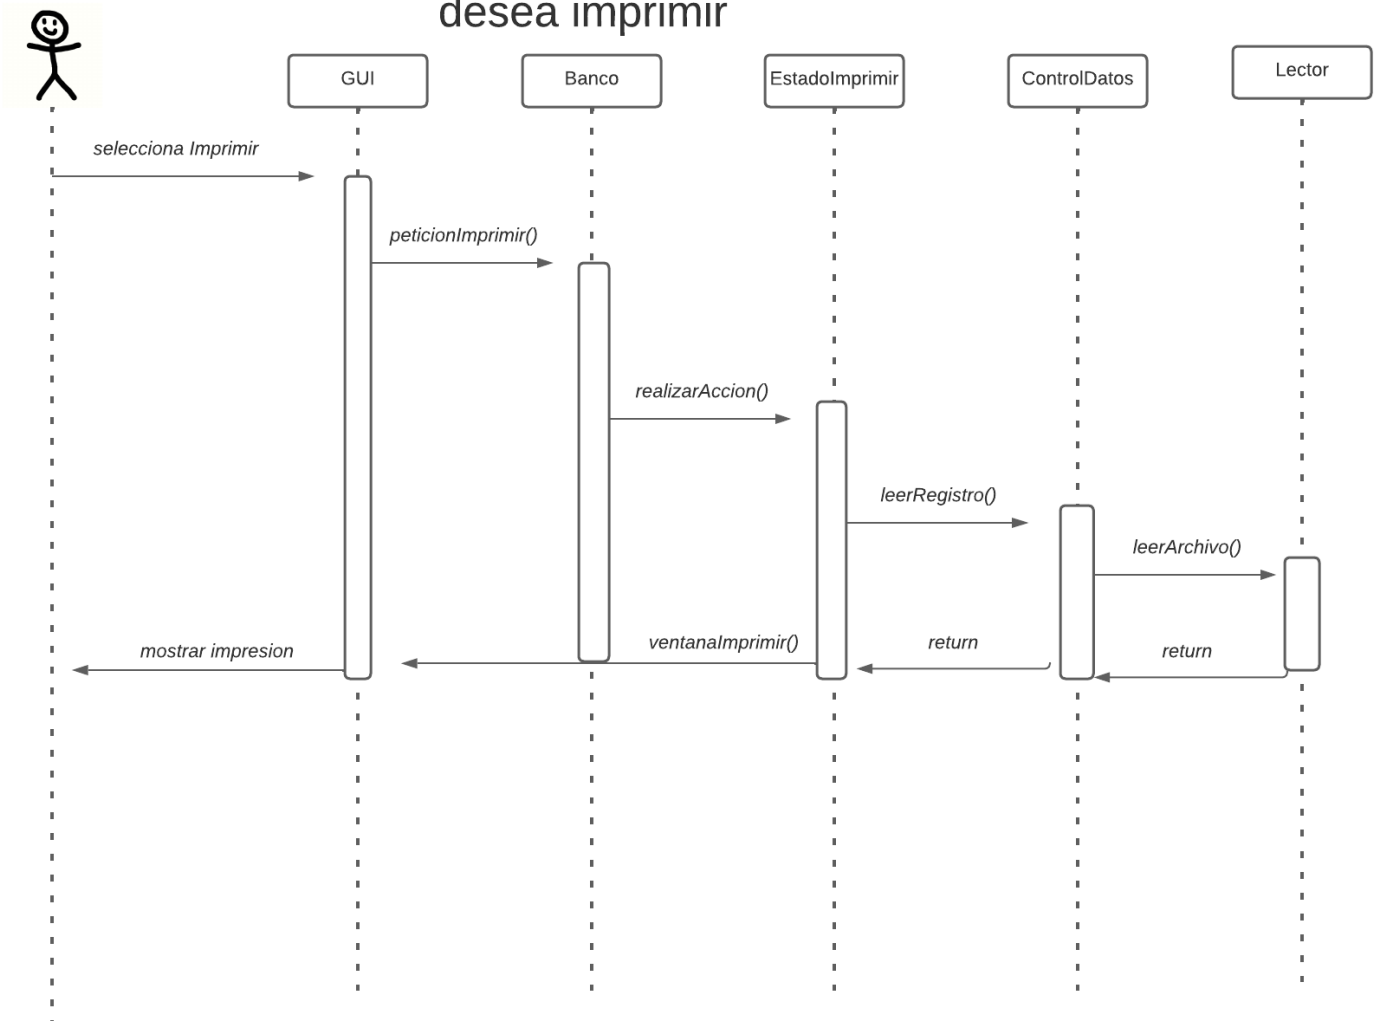 desea imprimir
GUI
Banco
EstadoImprimir
ControlDatos
Lector
selecciona Imprimir
peticionImprimir()
realizarAccion()
leerRegistro()
leerArchivo()
ventanaImprimir()
return
return
mostrar impresion